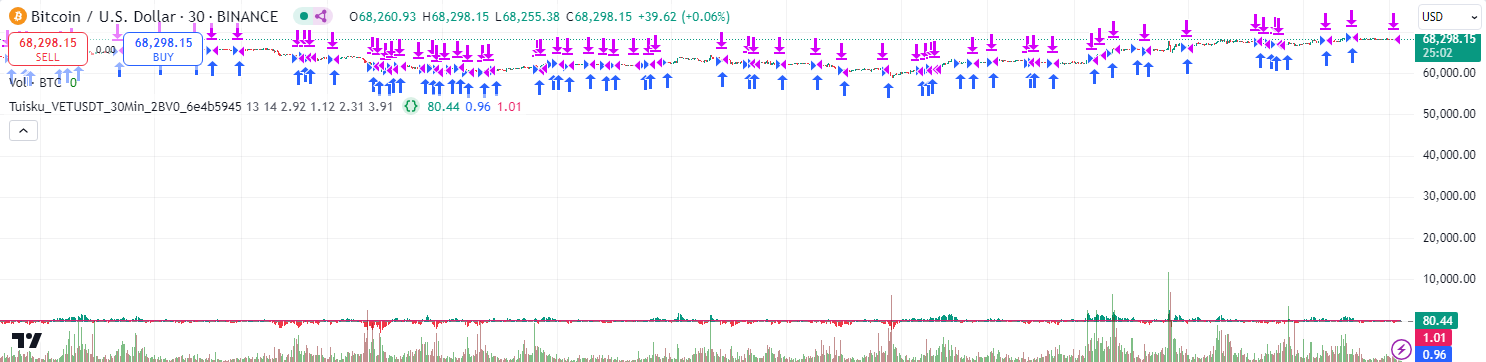 Bitcoin / U.S. Dollar · 30 · BINANCE O68,260.93 H68,298.15 L68,255.38 C68,298.15 +39.62 (+0.06%)
USD
68,298.15 SELL
0.00
68,298.15 BUY
68,298.15
25:02
Vol · BTC 0
60,000.00
Tuisku_VETUSDT_30Min_2BV0_6e4b5945 13 14 2.92 1.12 2.31 3.91 {} 80.44 0.96 1.01
50,000.00
40,000.00
30,000.00
20,000.00
10,000.00
80.44
1.01
0.96